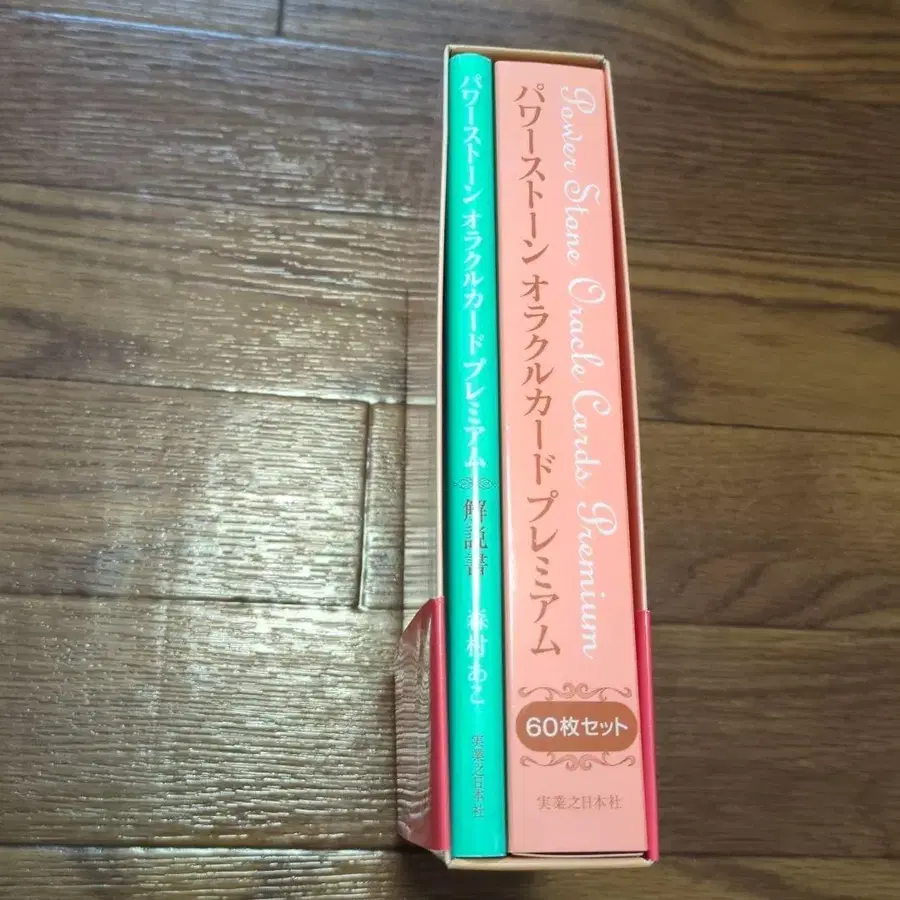 パワーストーン オラクルカード プレミアム 解説書 森村あこ 実業之日本社
Power Stone Oracle Cards Premium
パワーストーン オラクルカード プレミアム
60枚セット
実業之日本社